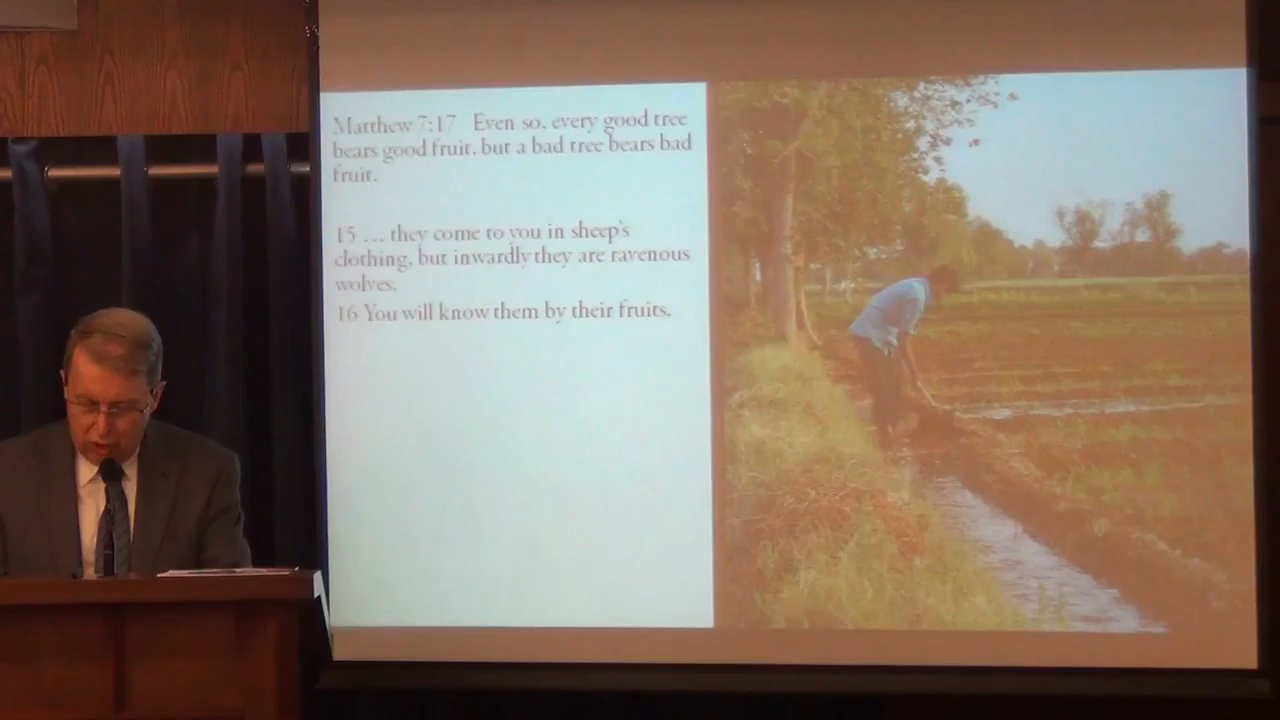 Matthew 7:17 Even so, every good tree
bears good fruit, but a bad tree bears bad
fruit.
15 … they come to you in sheep's
clothing, but inwardly they are ravenous
wolves.
16 You will know them by their fruits.